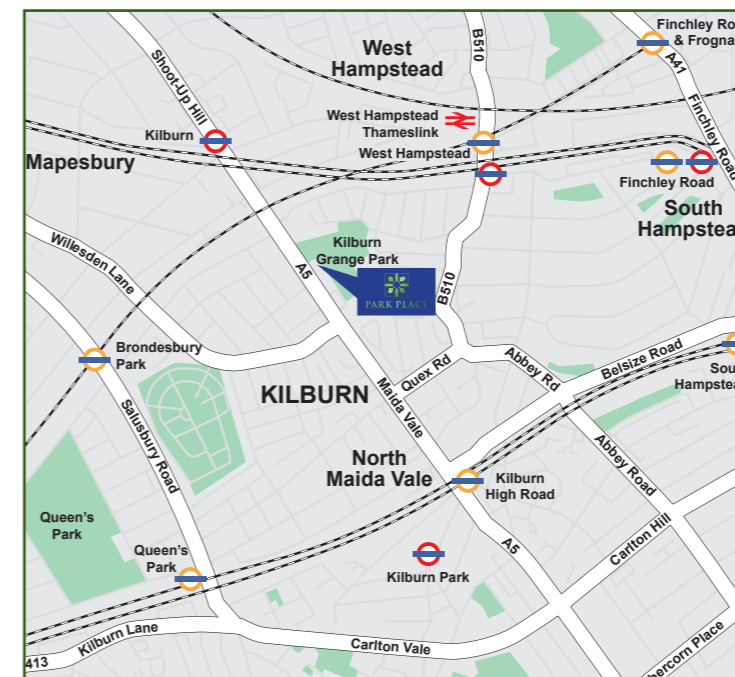 Finchley Ro
& Frogna
West
Hampstead
B510
A41
Shoot-Up Hill
Finchley Road
West Hampstead
Thameslink
Kilburn
West Hampstead
Mapesbury
Finchley Road
South
Hampstea
Kilburn
Grange Park
Willesden Lane
A5
PARK PLACE
B510
Brondesbury
Park
Quex Rd
Abbey Rd
Belsize Road
Sou
Hampstea
KILBURN
Maida Vale
Salusbury Road
North
Maida Vale
Abbey Road
Kilburn
High Road
Queen's
Park
Queen's
Park
A5
Carlton Hill
Kilburn Park
Kilburn Lane
Carlton Vale
413
bercorn Place